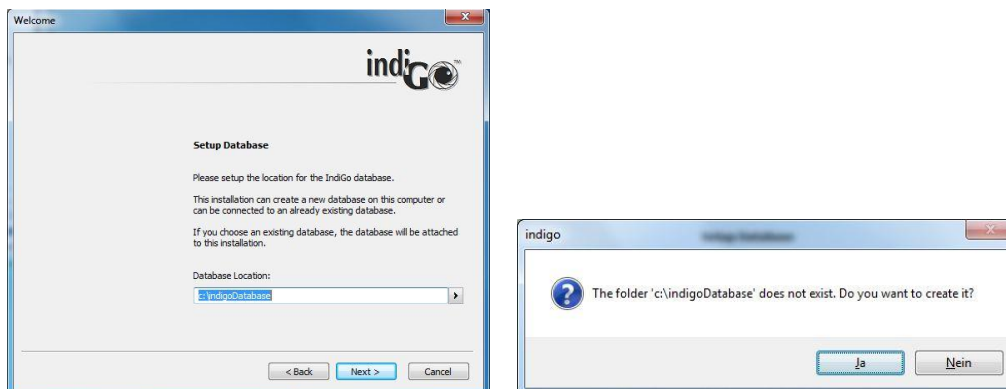 Welcome
indiGo™
Setup Database
Please setup the location for the IndiGo database.
This installation can create a new database on this computer or
can be connected to an already existing database.
If you choose an existing database, the database will be attached
to this installation.
Database Location:
c:\indigoDatabase
< Back
Next >
Cancel
indigo
Setup Database
The folder 'c:\indigoDatabase' does not exist. Do you want to create it?
Ja
Nein